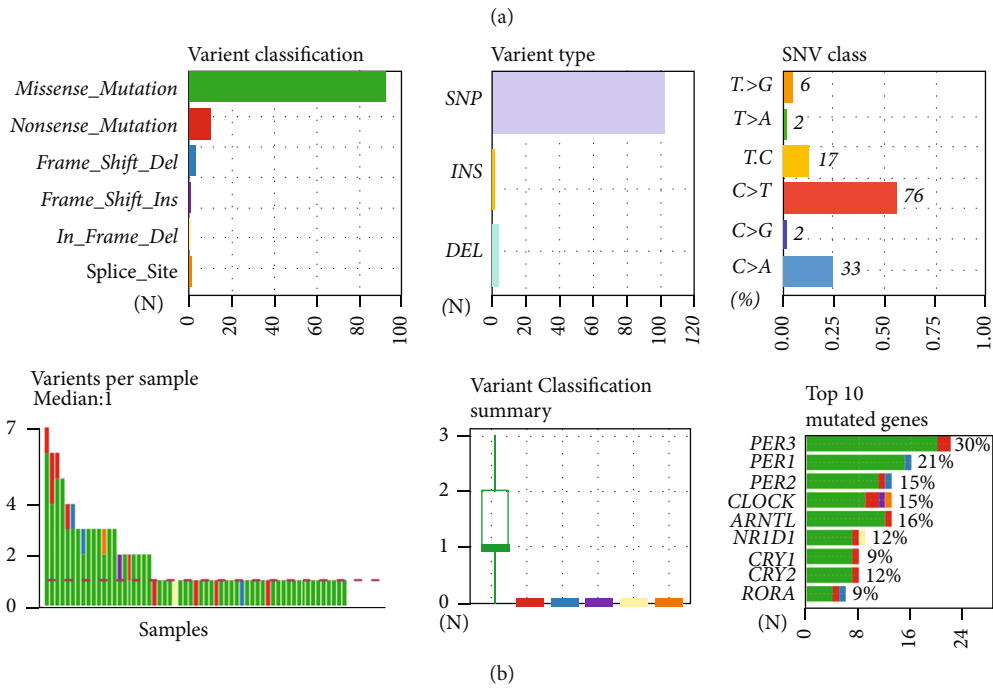 (a)
Varient classification
Missense_Mutation
Nonsense_Mutation
Frame_Shift_Del
Frame_Shift_Ins
In_Frame_Del
Splice_Site
(N)
0 20 40 60 80 100
Varient type
SNP
INS
DEL
(N)
0 20 40 60 80 100 120
SNV class
T.>G 6
T>A 2
T.C 17
C>T 76
C>G 2
C>A 33
(%)
0.00 0.25 0.75 0.75 1.00
Varients per sample
Median:1
7
4
2
0
Samples
Variant Classification
summary
3
2
1
0
(N)
Top 10
mutated genes
PER3 30%
PER1 21%
PER2 15%
CLOCK 15%
ARNTL 16%
NR1D1 12%
CRY1 9%
CRY2 12%
RORA 9%
(N)
0 8 16 24
(b)